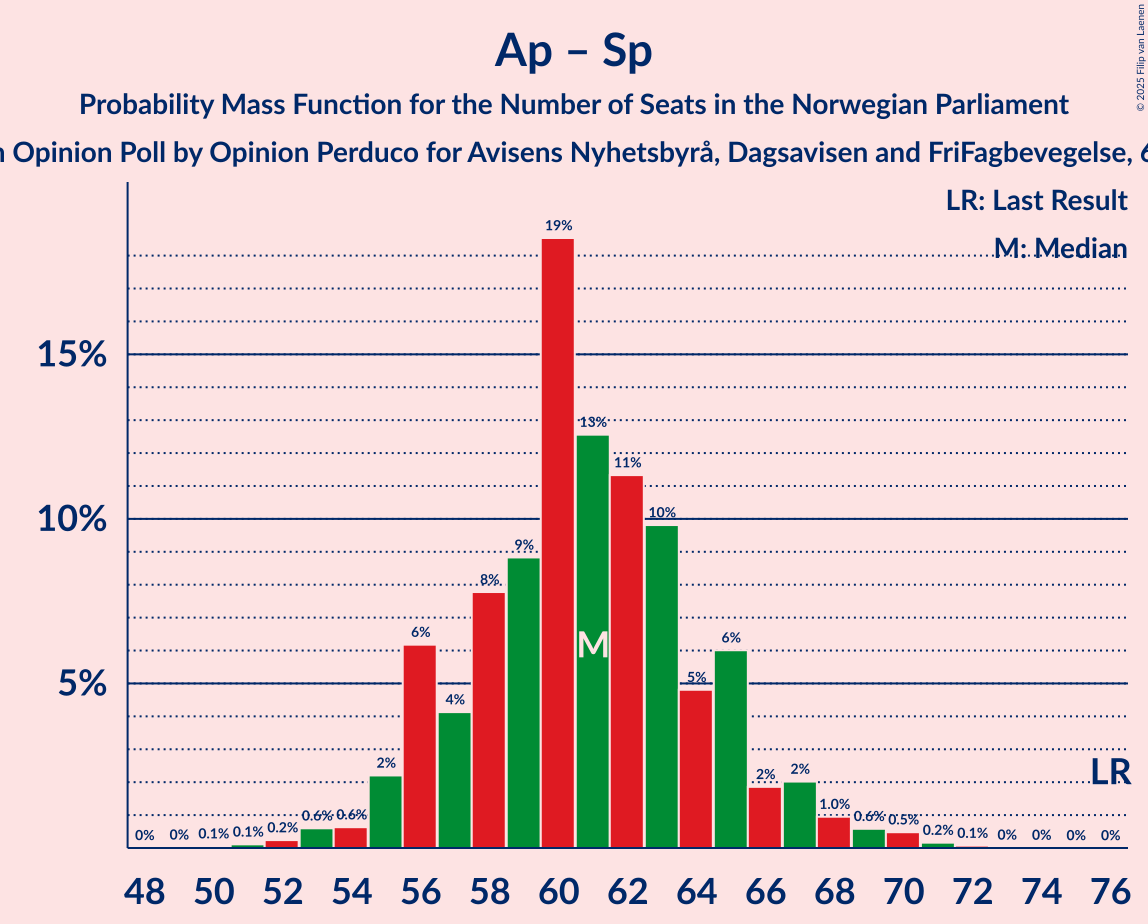 © 2025 Filip van Laenen
Ap – Sp
Probability Mass Function for the Number of Seats in the Norwegian Parliament
Opinion Poll by Opinion Perduco for Avisens Nyhetsbyrå, Dagsavisen and FriFagbevegelse,
LR: Last Result
M: Median
19%
15%
13%
11%
10%
10%
9%
8%
6%
M
6%
5%
5%
4%
2%
2%
2%
LR
0% 0% 0.1% 0.1% 0.2% 0.6% 0.6% 1.0% 0.6% 0.5% 0.2% 0.1% 0% 0% 0% 0%
48 50 52 54 56 58 60 62 64 66 68 70 72 74 76